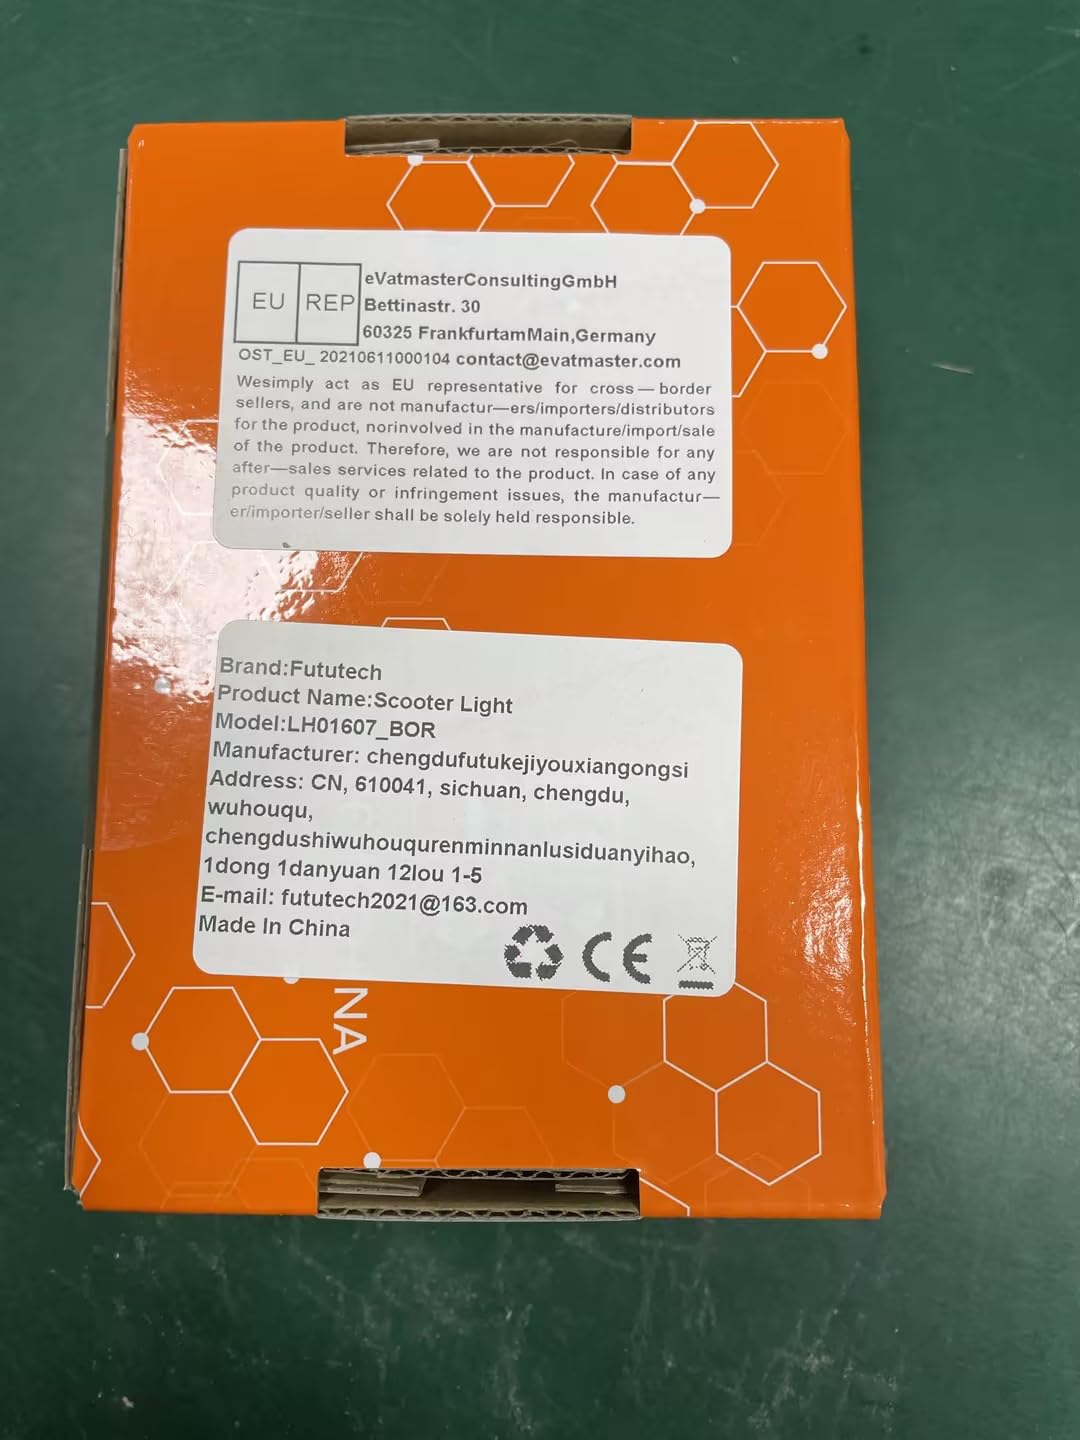 EU REP
eVatmasterConsultingGmbH
Bettinastr. 30
60325 FrankfurtamMain,Germany
OST_EU_ 20210611000104 contact@evatmaster.com
Wesimply act as EU representative for cross—border
sellers, and are not manufactur—ers/importers/distributors
for the product, norinvolved in the manufacture/import/sale
of the product. Therefore, we are not responsible for any
after—sales services related to the product. In case of any
product quality or infringement issues, the manufactur—
er/importer/seller shall be solely held responsible.
Brand:Fututech
Product Name:Scooter Light
Model:LH01607_BOR
Manufacturer: chengdufutukejiyouxiangongsi
Address: CN, 610041, sichuan, chengdu,
wuhouqu,
chengdushiwuhouqurenminnanlusiduanyihao,
1dong 1danyuan 12lou 1-5
E-mail: fututech2021@163.com
Made In China
CE
NA